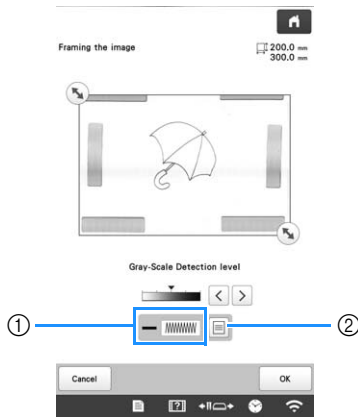 Framing the image
200.0 mm
300.0 mm
Gray-Scale Detection level
①
②
Cancel
OK